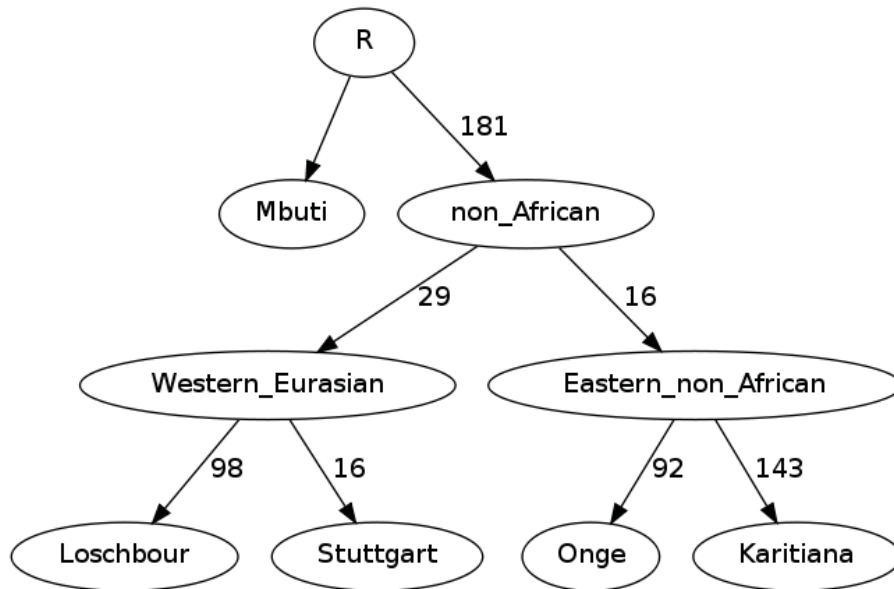 R
181
Mbuti
non_African
29
16
Western_Eurasian
Eastern_non_African
98
16
92
143
Loschbour
Stuttgart
Onge
Karitiana